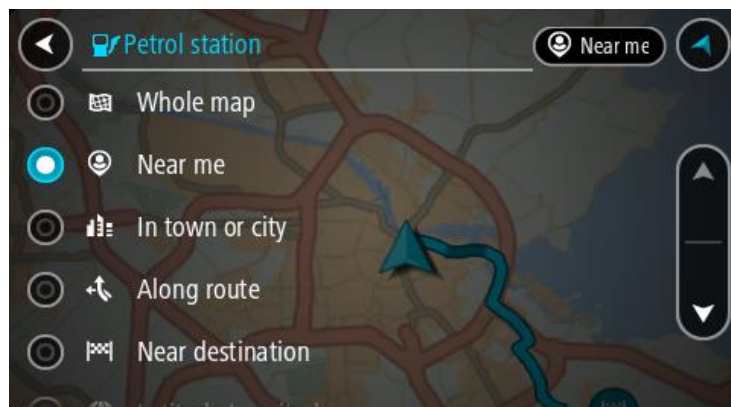 Petrol station
Near me
Whole map
Near me
In town or city
Along route
Near destination